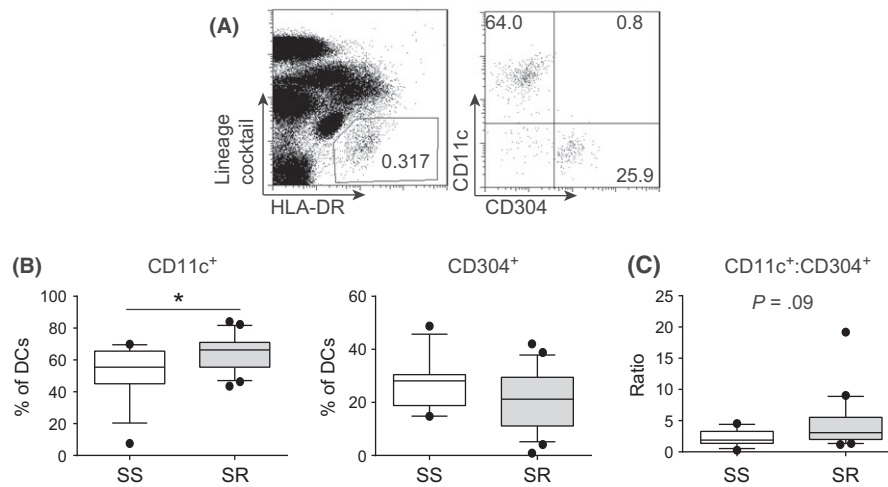 (A)
64.0 0.8
Lineage
cocktail
0.317
HLA-DR
CD11c
25.9
CD304
(B)
CD11c+
% of DCs
100
80
60
40
20
0
*
SS SR
CD304+
% of DCs
60
40
20
0
SS SR
(C)
CD11c+:CD304+
P = .09
Ratio
25
20
15
10
5
0
SS SR